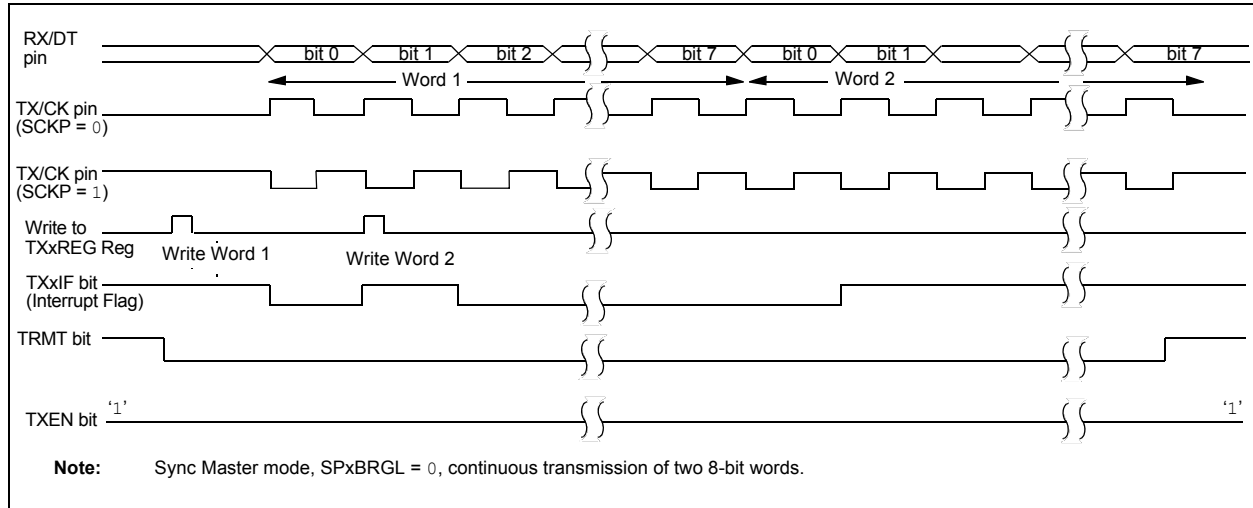 RX/DT
pin
bit 0 bit 1 bit 2 bit 7 bit 0 bit 1 bit 7
Word 1 Word 2
TX/CK pin
(SCKP = 0)
TX/CK pin
(SCKP = 1)
Write to
TXxREG Reg
Write Word 1 Write Word 2
TXxIF bit
(Interrupt Flag)
TRMT bit
TXEN bit
‘1’ ‘1’
Note: Sync Master mode, SPxBRGL = 0, continuous transmission of two 8-bit words.